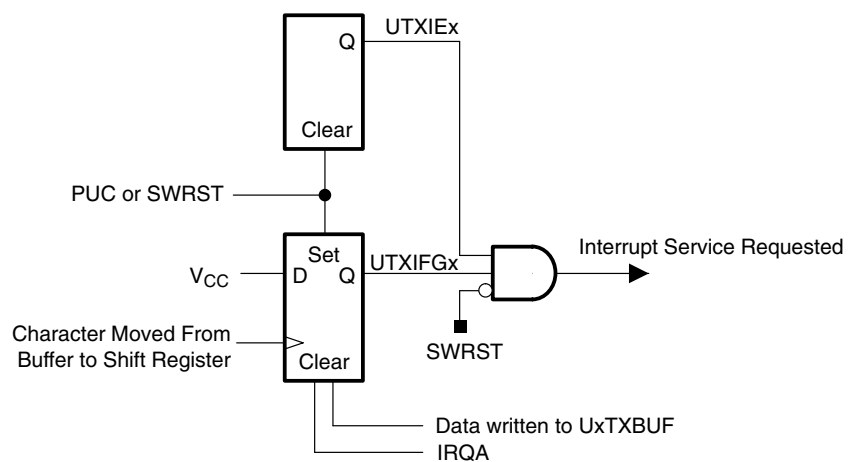 Q
UTXIEx
Clear
PUC or SWRST
Set
VCC
D
Q
UTXIFGx
Interrupt Service Requested
Character Moved From
Buffer to Shift Register
SWRST
Clear
Data written to UxTXBUF
IRQA